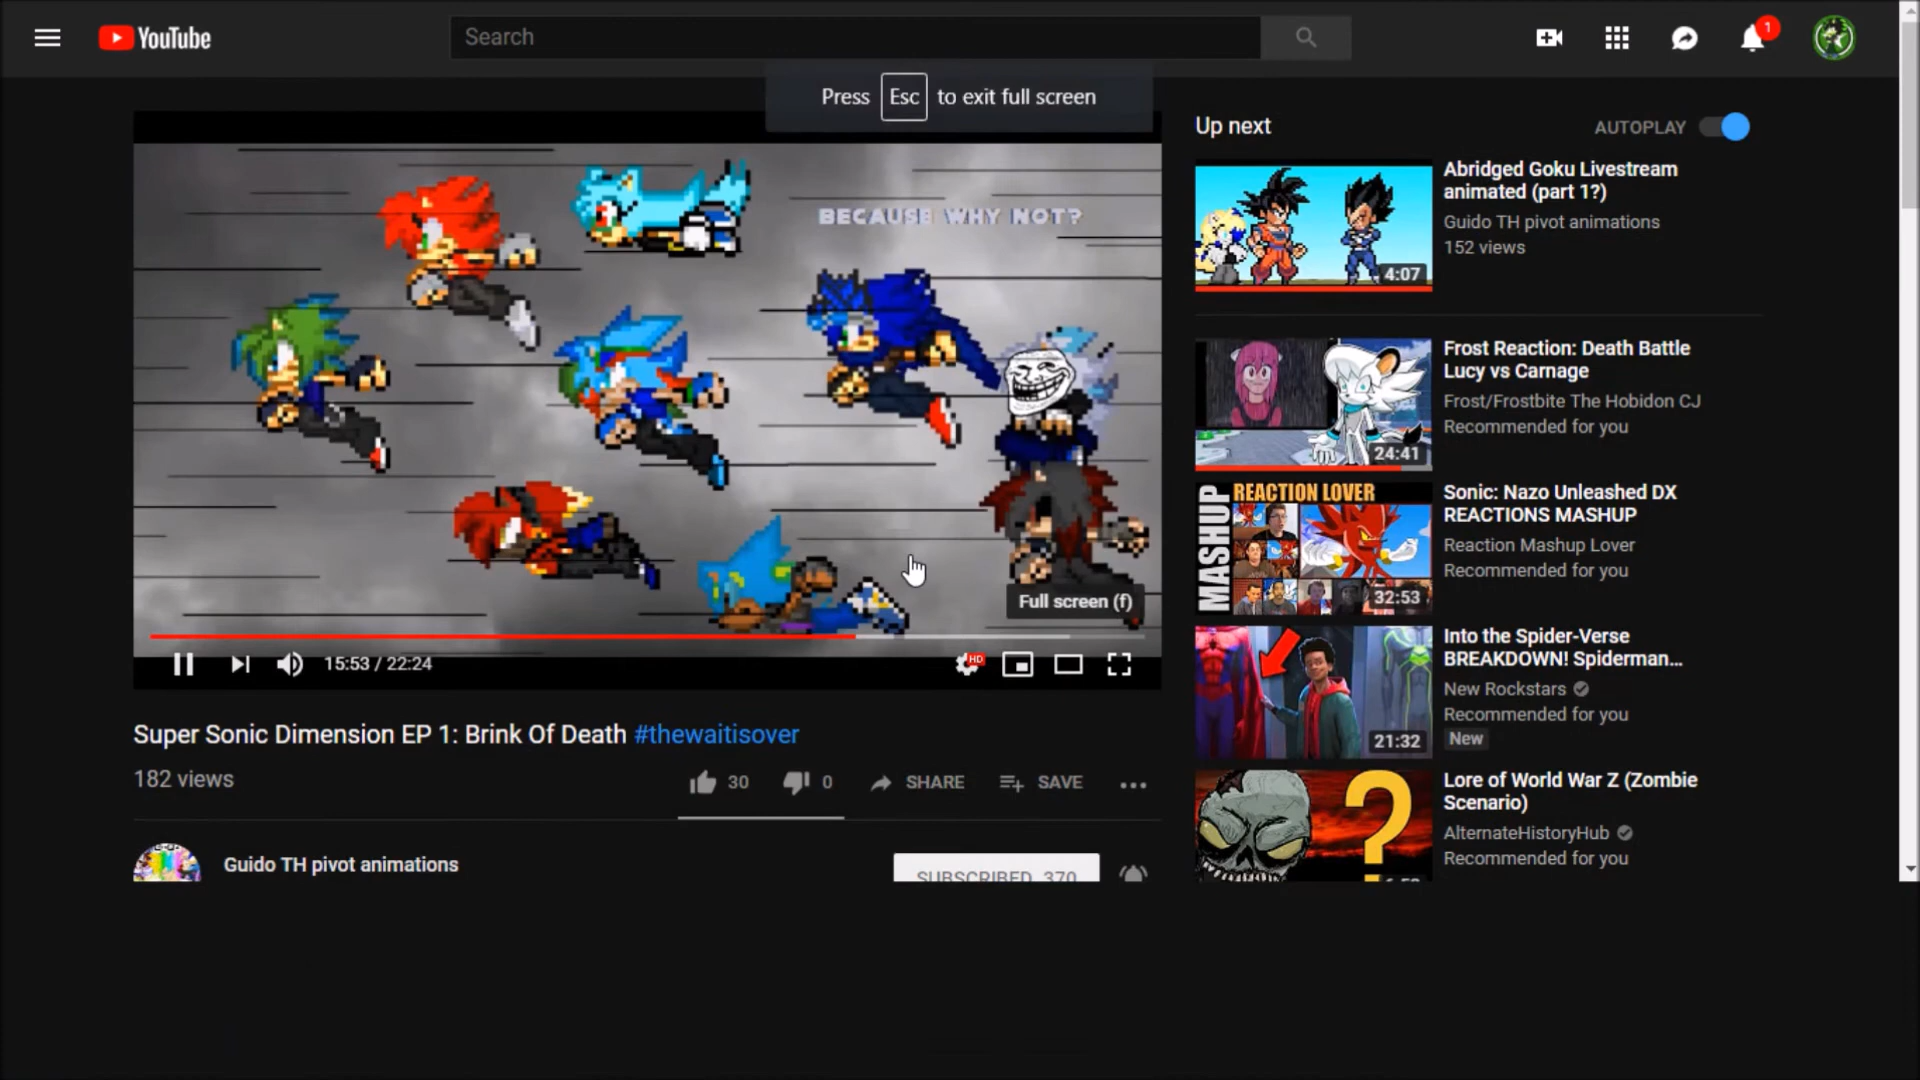 YouTube
Search
1
Press Esc to exit full screen
BECAUSE WHY NOT?
Full screen (f)
15:53 / 22:24
HD
Super Sonic Dimension EP 1: Brink Of Death #thewaitisover
182 views
30
0
SHARE
SAVE
Guido TH pivot animations
SUBSCRIBED 370
Up next
AUTOPLAY
4:07
Abridged Goku Livestream
animated (part 1?)
Guido TH pivot animations
152 views
24:41
Frost Reaction: Death Battle
Lucy vs Carnage
Frost/Frostbite The Hobidon CJ
Recommended for you
MASHUP
REACTION LOVER
32:53
Sonic: Nazo Unleashed DX
REACTIONS MASHUP
Reaction Mashup Lover
Recommended for you
21:32
Into the Spider-Verse
BREAKDOWN! Spiderman...
New Rockstars
Recommended for you
New
?
Lore of World War Z (Zombie
Scenario)
AlternateHistoryHub
Recommended for you